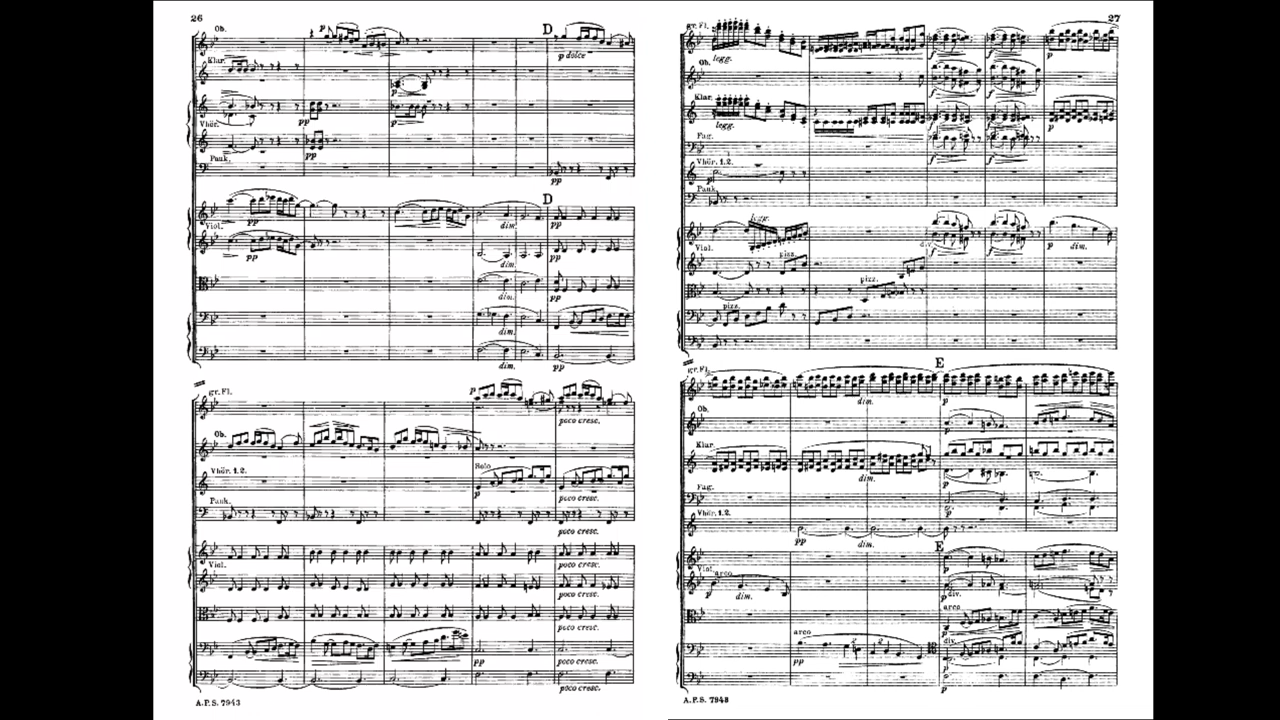 26
Ob.
p
D
p dolce
Klar.
p
pp
p
Vhör.
pp
Pauk.
pp
D
pp
dim.
pp
Viol.
pp
dim.
pp
dim.
pp
dim.
p
dim.
pp
gr. Fl.
p
poco cresc.
Ob.
Vhör. 1. 2.
Solo
p
poco cresc.
Pauk.
poco cresc.
poco cresc.
Viol.
poco cresc.
poco cresc.
pp
poco cresc.
poco cresc.
A.P.S. 7943
27
gr. Fl.
legg.
f
f
p
Ob.
f
f
Klar.
legg.
p
Fag.
f
f
Vhör. 1. 2.
p
Pauk.
legg.
div.
f
f
p
dim.
Viol.
pizz.
pizz.
pizz.
gr. Fl.
E
dim.
p
Ob.
p
Klar.
dim.
p
Fag.
p
Vhör. 1. 2.
pp
dim.
E
p
Viol.
arco
p
dim.
p
div.
arco
p
arco
pp
div.
p
p
A.P.S. 7943